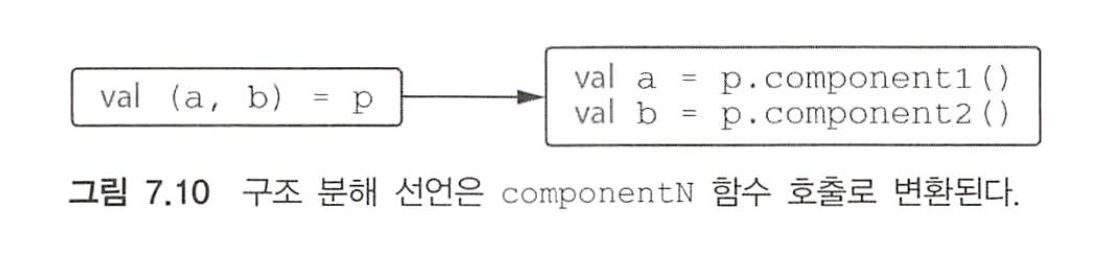 val (a, b) = p
val a = p.component1()
val b = p.component2()
그림 7.10 구조 분해 선언은 componentN 함수 호출로 변환된다.